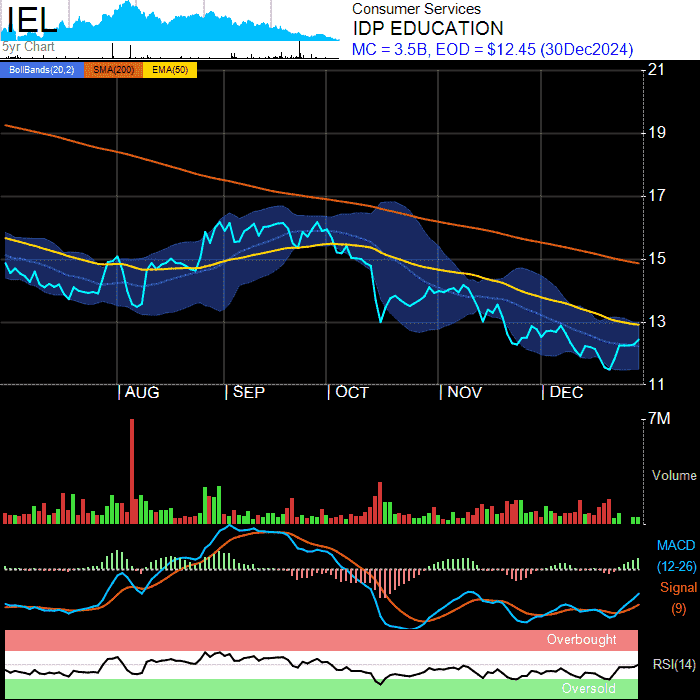 IEL
5yr Chart
Consumer Services
IDP EDUCATION
MC = 3.5B, EOD = $12.45 (30Dec2024)
BollBands(20,2) SMA(200) EMA(50)
21
19
17
15
13
11
AUG SEP OCT NOV DEC
7M
Volume
MACD
(12-26)
Signal
(9)
Overbought
RSI(14)
Oversold